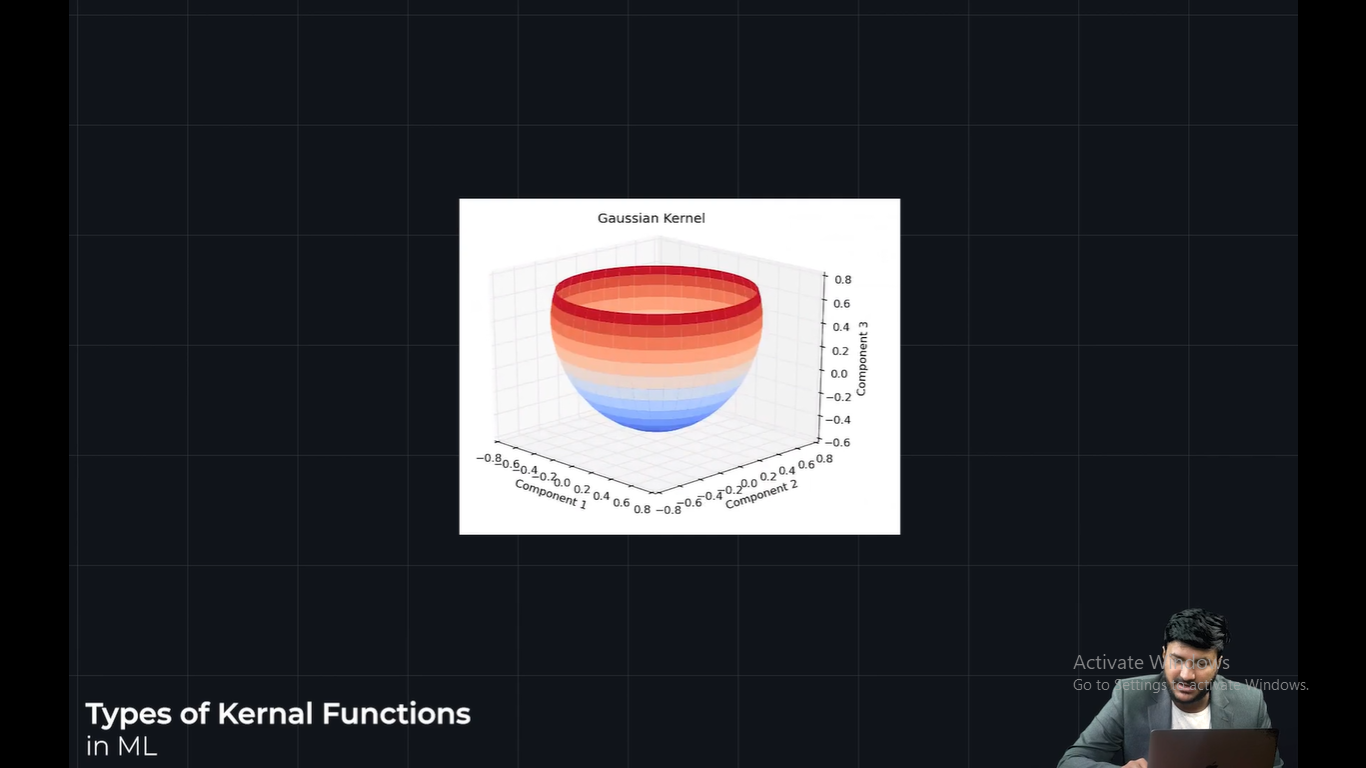 Gaussian Kernel
0.8
0.6
0.4
0.2
0.0
−0.2
−0.4
−0.6
Component 3
−0.8 −0.6 −0.4 −0.2 0.0 0.2 0.4 0.6 0.8
Component 1
−0.8 −0.6 −0.4 −0.2 0.0 0.2 0.4 0.6 0.8
Component 2
Activate Windows
Go to Settings to activate Windows.
Types of Kernal Functions
in ML